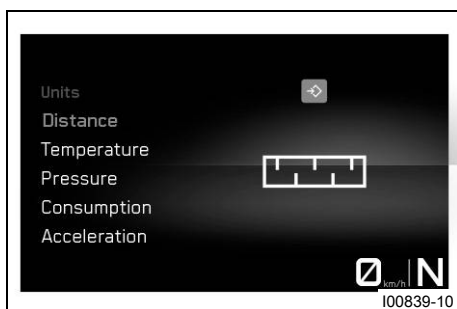 Units
Distance
Temperature
Pressure
Consumption
Acceleration
0 km/h N
I00839-10